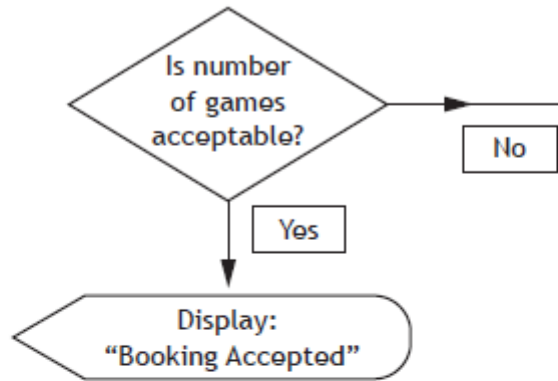 Is number
of games
acceptable?
No
Yes
Display:
“Booking Accepted”